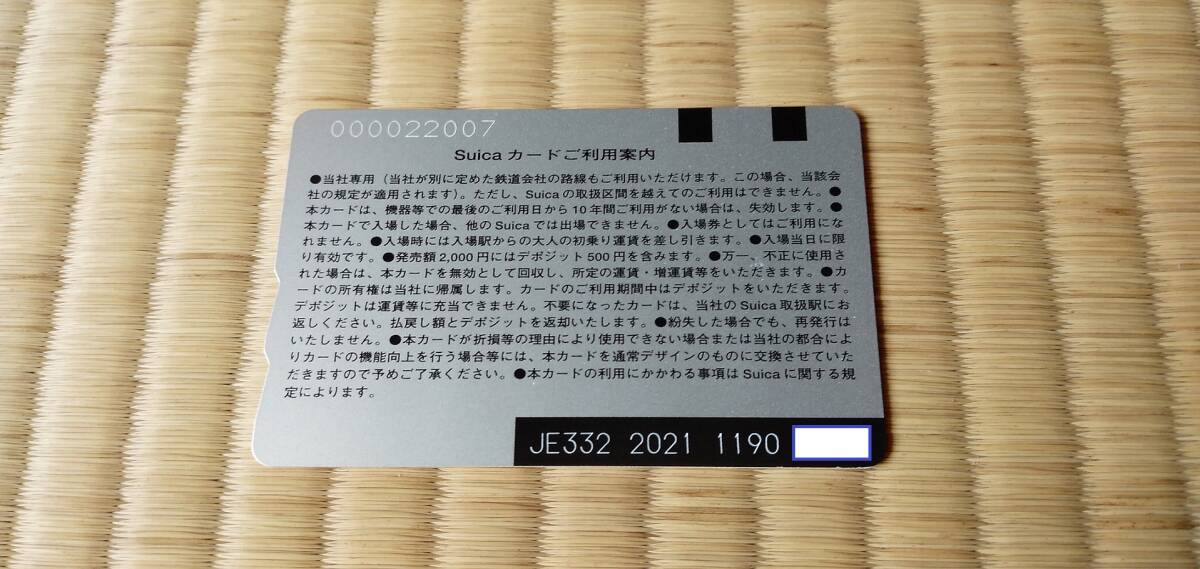 000022007
Suica カードご利用案内
●当社専用（当社が別に定めた鉄道会社の路線もご利用いただけます。この場合、当該会
社の規定が適用されます）。ただし、Suicaの取扱区間を越えてのご利用はできません。●
本カードは、機器等での最後のご利用日から10年間ご利用がない場合は、失効します。●
本カードで入場した場合、他のSuicaでは出場できません。●入場券としてはご利用にな
れません。●入場時には入場駅からの大人の初乗り運賃を差し引きます。●入場当日に限
り有効です。●発売額2,000円にはデポジット500円を含みます。●万一、不正に使用さ
れた場合は、本カードを無効として回収し、所定の運賃・増運賃等をいただきます。●カ
ードの所有権は当社に帰属します。カードのご利用期間中はデポジットをいただきます。
デポジットは運賃等に充当できません。不要になったカードは、当社のSuica取扱駅にお
返しください。払戻し額とデポジットを返却いたします。●紛失した場合でも、再発行は
いたしません。●本カードが折損等の理由により使用できない場合または当社の都合によ
りカードの機能向上を行う場合等には、本カードを通常デザインのものに交換させていた
だきますので予めご了承ください。●本カードの利用にかかわる事項はSuicaに関する規
定によります。
JE332 2021 1190